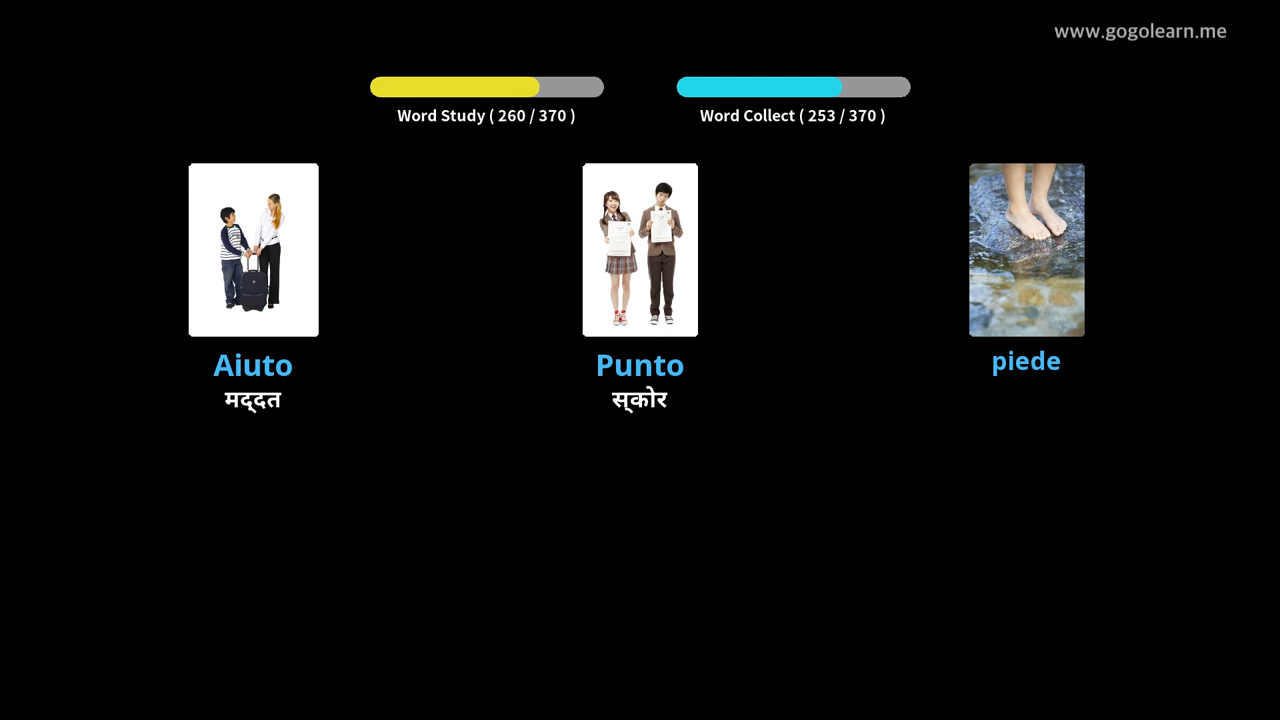 www.gogolearn.me
Word Study ( 260 / 370 )
Word Collect ( 253 / 370 )
Aiuto
मद्दत
Punto
स्कोर
piede